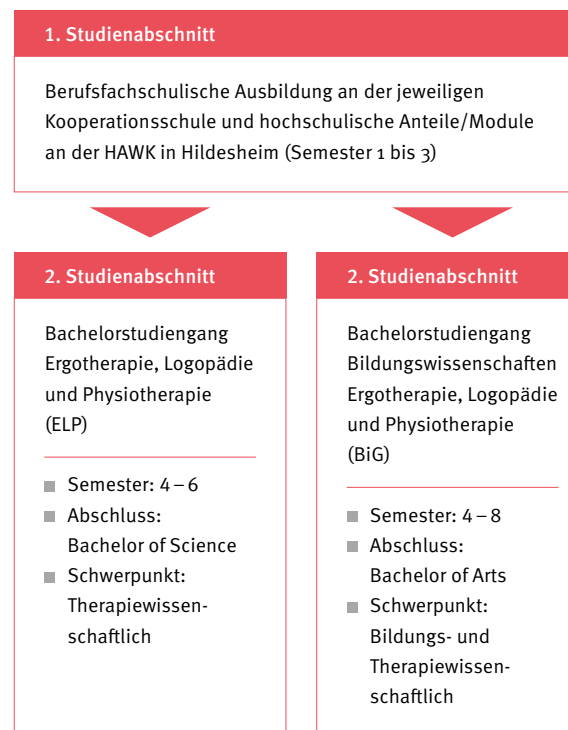 1. Studienabschnitt
Berufsfachschulische Ausbildung an der jeweiligen
Kooperationsschule und hochschulische Anteile/Module
an der HAWK in Hildesheim (Semester 1 bis 3)
2. Studienabschnitt
Bachelorstudiengang
Ergotherapie, Logopädie
und Physiotherapie
(ELP)
Semester: 4 – 6
Abschluss:
Bachelor of Science
Schwerpunkt:
Therapiewissen-
schaftlich
2. Studienabschnitt
Bachelorstudiengang
Bildungswissenschaften
Ergotherapie, Logopädie
und Physiotherapie
(BiG)
Semester: 4 – 8
Abschluss:
Bachelor of Arts
Schwerpunkt:
Bildungs- und
Therapiewissen-
schaftlich